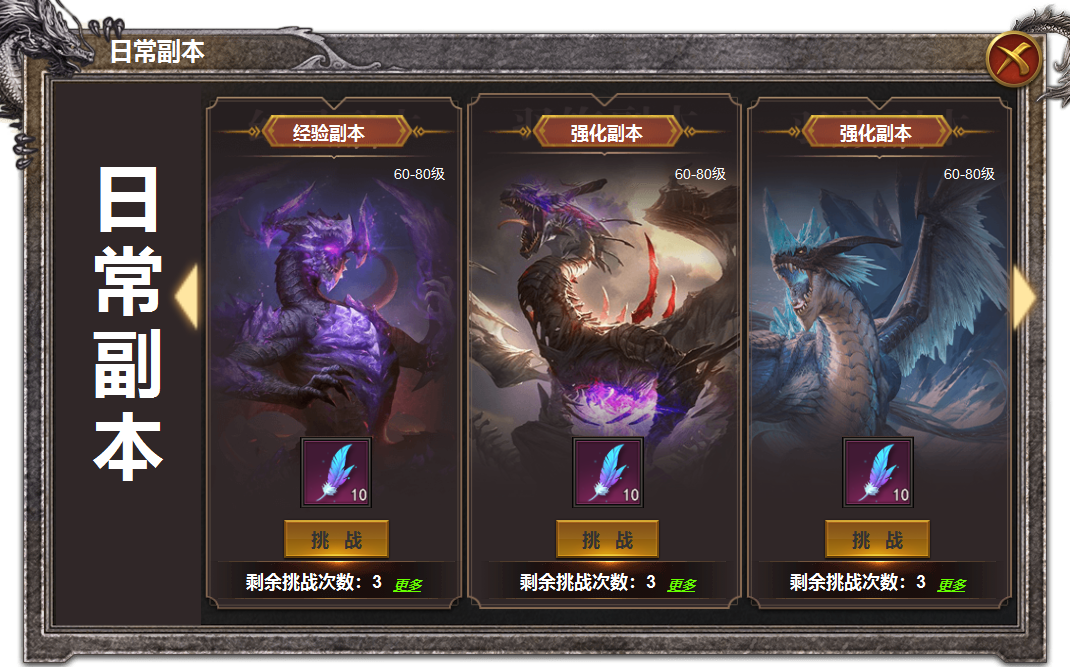 日常副本
日常副本
经验副本
60-80级
10
挑 战
剩余挑战次数：3 更多
强化副本
60-80级
10
挑 战
剩余挑战次数：3 更多
强化副本
60-80级
10
挑 战
剩余挑战次数：3 更多